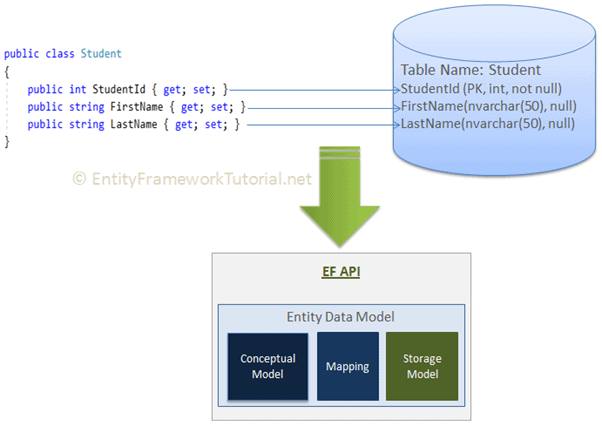 public class Student
{
public int StudentId { get; set; }
public string FirstName { get; set; }
public string LastName { get; set; }
}
Table Name: Student
StudentId (PK, int, not null)
FirstName(nvarchar(50), null)
LastName(nvarchar(50), null)
© EntityFrameworkTutorial.net
EF API
Entity Data Model
Conceptual
Model
Mapping
Storage
Model